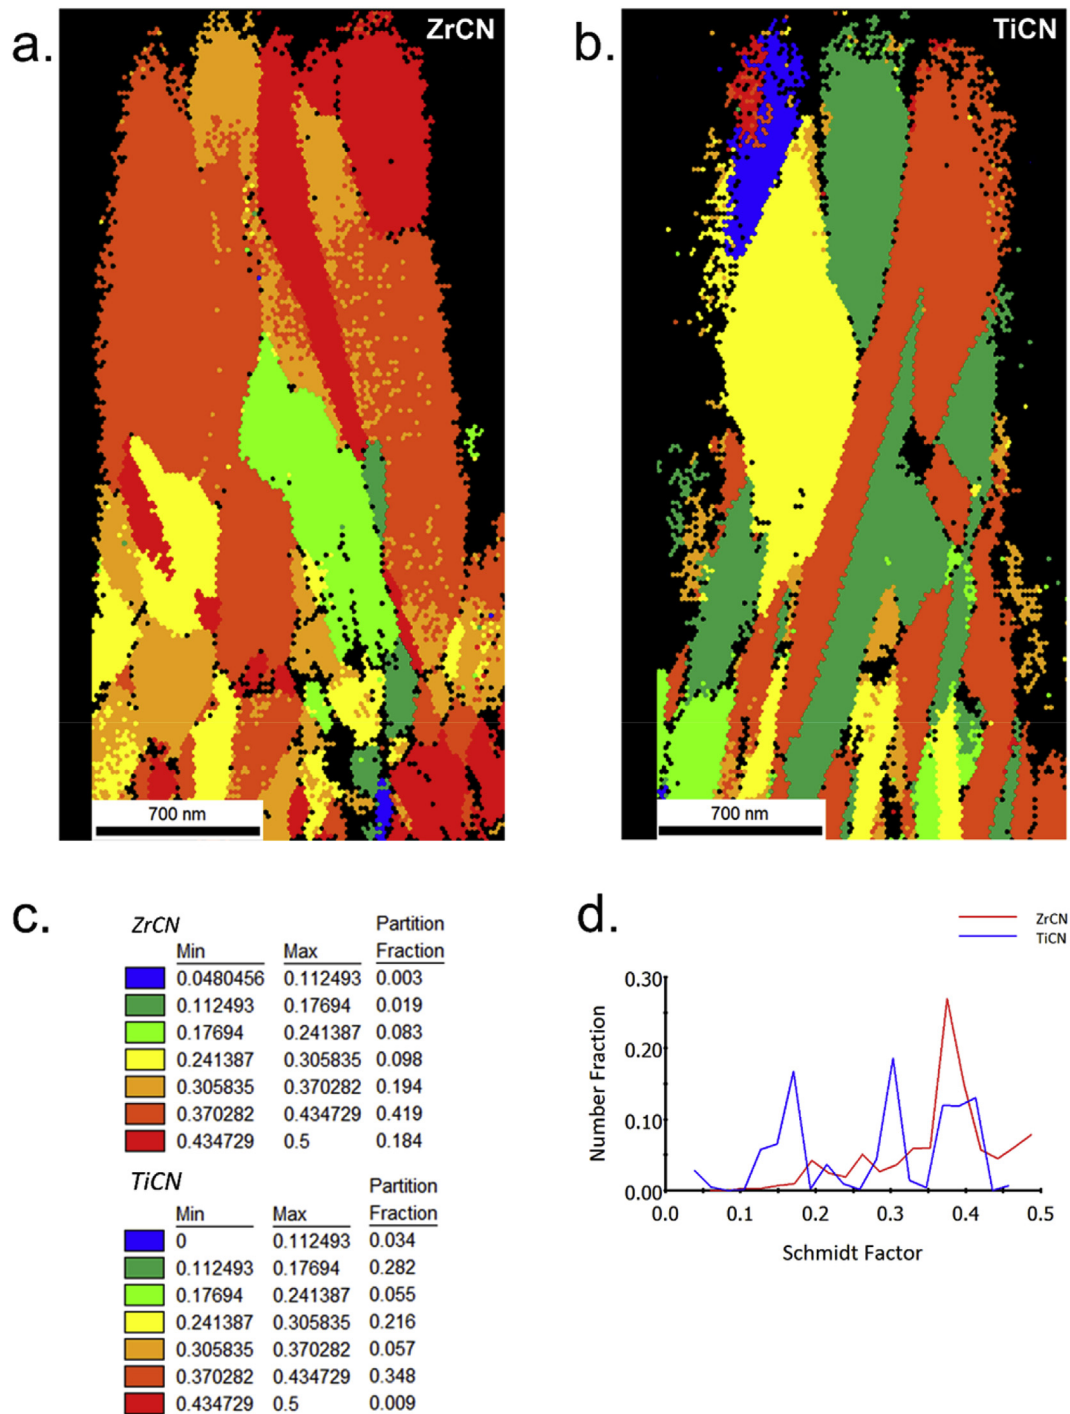 a.
ZrCN
b.
TiCN
700 nm
700 nm
c.
ZrCN
Partition
Min Max Fraction
0.0480456 0.112493 0.003
0.112493 0.17694 0.019
0.17694 0.241387 0.083
0.241387 0.305835 0.098
0.305835 0.370282 0.194
0.370282 0.434729 0.419
0.434729 0.5 0.184
TiCN
Partition
Min Max Fraction
0 0.112493 0.034
0.112493 0.17694 0.282
0.17694 0.241387 0.055
0.241387 0.305835 0.216
0.305835 0.370282 0.057
0.370282 0.434729 0.348
0.434729 0.5 0.009
d.
ZrCN
TiCN
Number Fraction
0.30
0.20
0.10
0.00
0.0 0.1 0.2 0.3 0.4 0.5
Schmidt Factor